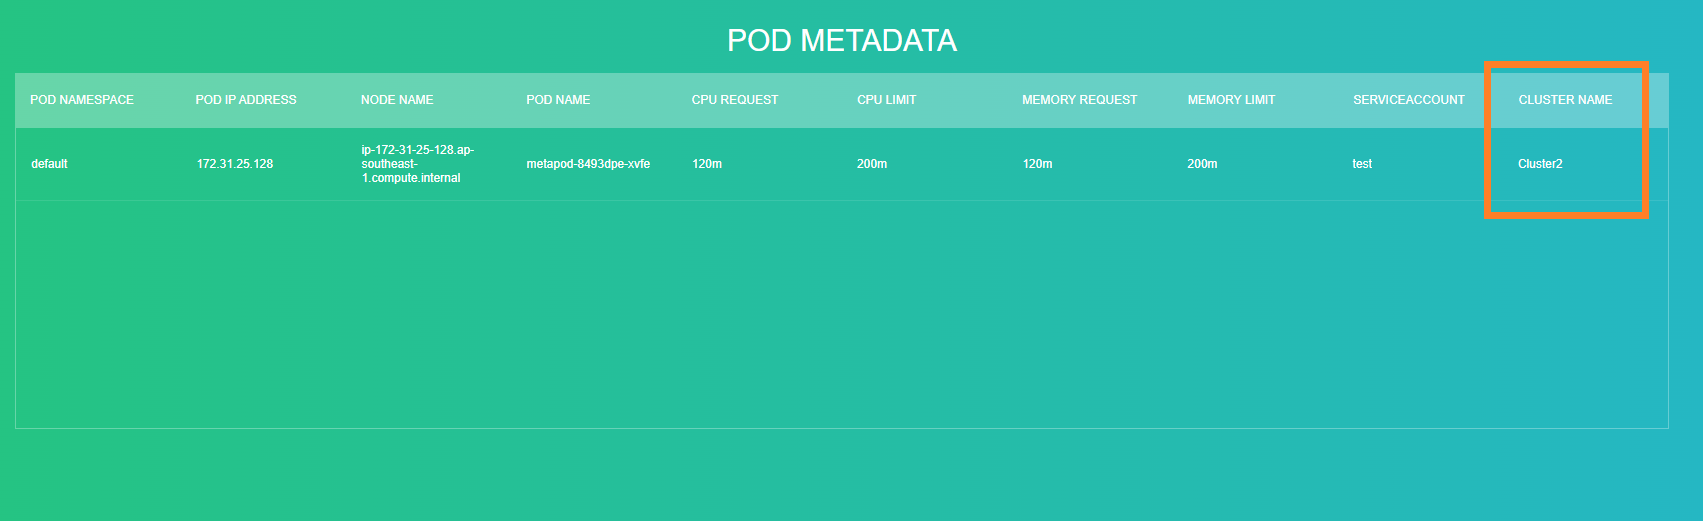 POD METADATA
POD NAMESPACE POD IP ADDRESS NODE NAME POD NAME CPU REQUEST CPU LIMIT MEMORY REQUEST MEMORY LIMIT SERVICEACCOUNT CLUSTER NAME
default 172.31.25.128 ip-172-31-25-128.ap-
southeast-
1.compute.internal metapod-8493dpe-xvfe 120m 200m 120m 200m test Cluster2